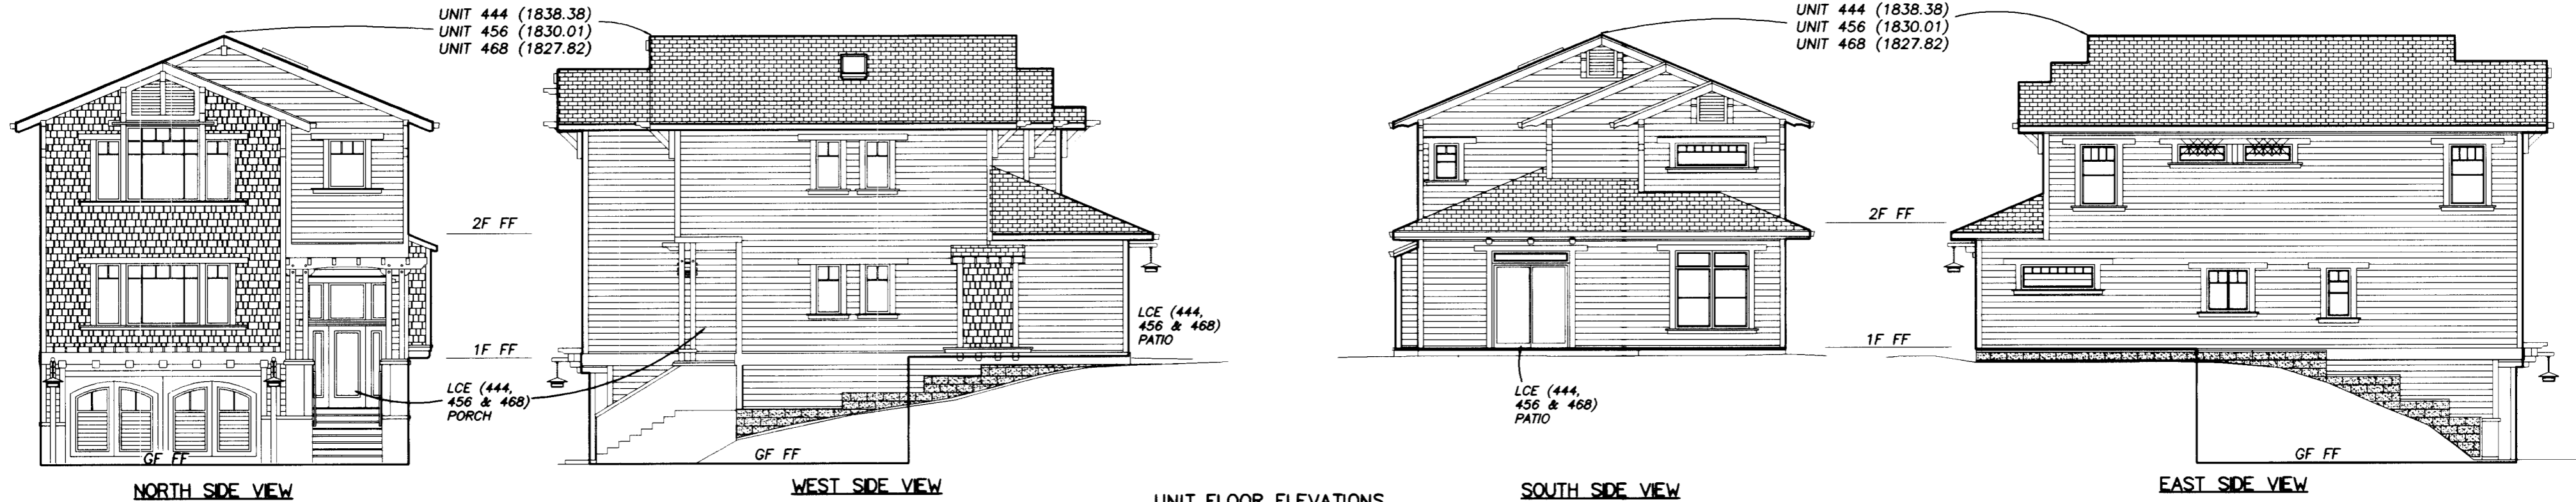 UNIT 444 (1838.38)
UNIT 456 (1830.01)
UNIT 468 (1827.82)
UNIT 444 (1838.38)
UNIT 456 (1830.01)
UNIT 468 (1827.82)
2F FF
2F FF
LCE (444,
456 & 468)
PATIO
1F FF
1F FF
LCE (444,
456 & 468)
PORCH
LCE (444,
456 & 468)
PATIO
GF FF
GF FF
GF FF
NORTH SIDE VIEW
WEST SIDE VIEW
SOUTH SIDE VIEW
EAST SIDE VIEW
UNIT FLOOR ELEVATIONS